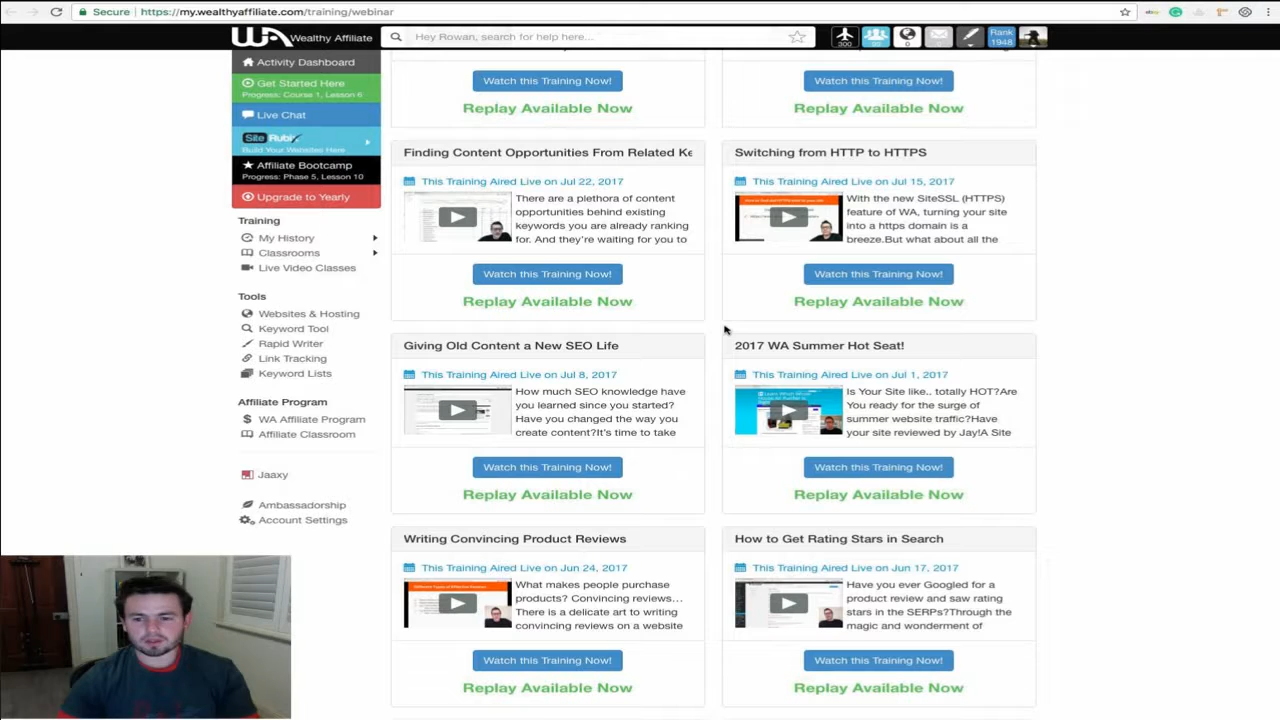 Secure https://my.wealthyaffiliate.com/training/webinar
WA Wealthy Affiliate
Hey Rowan, search for help here...
300
Rank
1948
Activity Dashboard
Get Started Here
Progress: Course 1, Lesson 6
Live Chat
Site Rubix
Build Your Websites Here
Affiliate Bootcamp
Progress: Phase 5, Lesson 10
Upgrade to Yearly
Training
My History
Classrooms
Live Video Classes
Tools
Websites & Hosting
Keyword Tool
Rapid Writer
Link Tracking
Keyword Lists
Affiliate Program
WA Affiliate Program
Affiliate Classroom
Jaaxy
Ambassadorship
Account Settings
Watch this Training Now!
Replay Available Now
Watch this Training Now!
Replay Available Now
Finding Content Opportunities From Related Ke
This Training Aired Live on Jul 22, 2017
There are a plethora of content
opportunities behind existing
keywords you are already ranking
for. And they're waiting for you to
Watch this Training Now!
Replay Available Now
Switching from HTTP to HTTPS
This Training Aired Live on Jul 15, 2017
With the new SiteSSL (HTTPS)
feature of WA, turning your site
into a https domain is a
breeze.But what about all the
Watch this Training Now!
Replay Available Now
Giving Old Content a New SEO Life
This Training Aired Live on Jul 8, 2017
How much SEO knowledge have
you learned since you started?
Have you changed the way you
create content?It's time to take
Watch this Training Now!
Replay Available Now
2017 WA Summer Hot Seat!
This Training Aired Live on Jul 1, 2017
Is Your Site like.. totally HOT?Are
You ready for the surge of
summer website traffic?Have
your site reviewed by Jay!A Site
Watch this Training Now!
Replay Available Now
Writing Convincing Product Reviews
This Training Aired Live on Jun 24, 2017
What makes people purchase
products? Convincing reviews...
There is a delicate art to writing
convincing reviews on a website
Watch this Training Now!
Replay Available Now
How to Get Rating Stars in Search
This Training Aired Live on Jun 17, 2017
Have you ever Googled for a
product review and saw rating
stars in the SERPs?Through the
magic and wonderment of
Watch this Training Now!
Replay Available Now